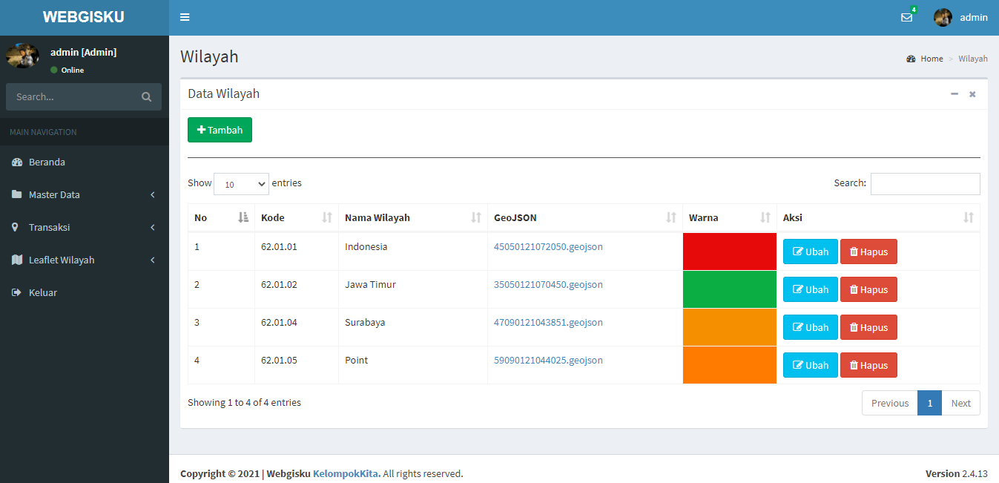 WEBGISKU
4
admin
admin [Admin]
Online
Search...
MAIN NAVIGATION
Beranda
Master Data
Transaksi
Leaflet Wilayah
Keluar
Wilayah
Home > Wilayah
Data Wilayah
Tambah
Show 10 entries
Search:
No Kode Nama Wilayah GeoJSON Warna Aksi
1 62.01.01 Indonesia 45050121072050.geojson Ubah Hapus
2 62.01.02 Jawa Timur 35050121070450.geojson Ubah Hapus
3 62.01.04 Surabaya 47090121043851.geojson Ubah Hapus
4 62.01.05 Point 59090121044025.geojson Ubah Hapus
Showing 1 to 4 of 4 entries
Previous 1 Next
Copyright © 2021 | Webgisku KelompokKita. All rights reserved.
Version 2.4.13